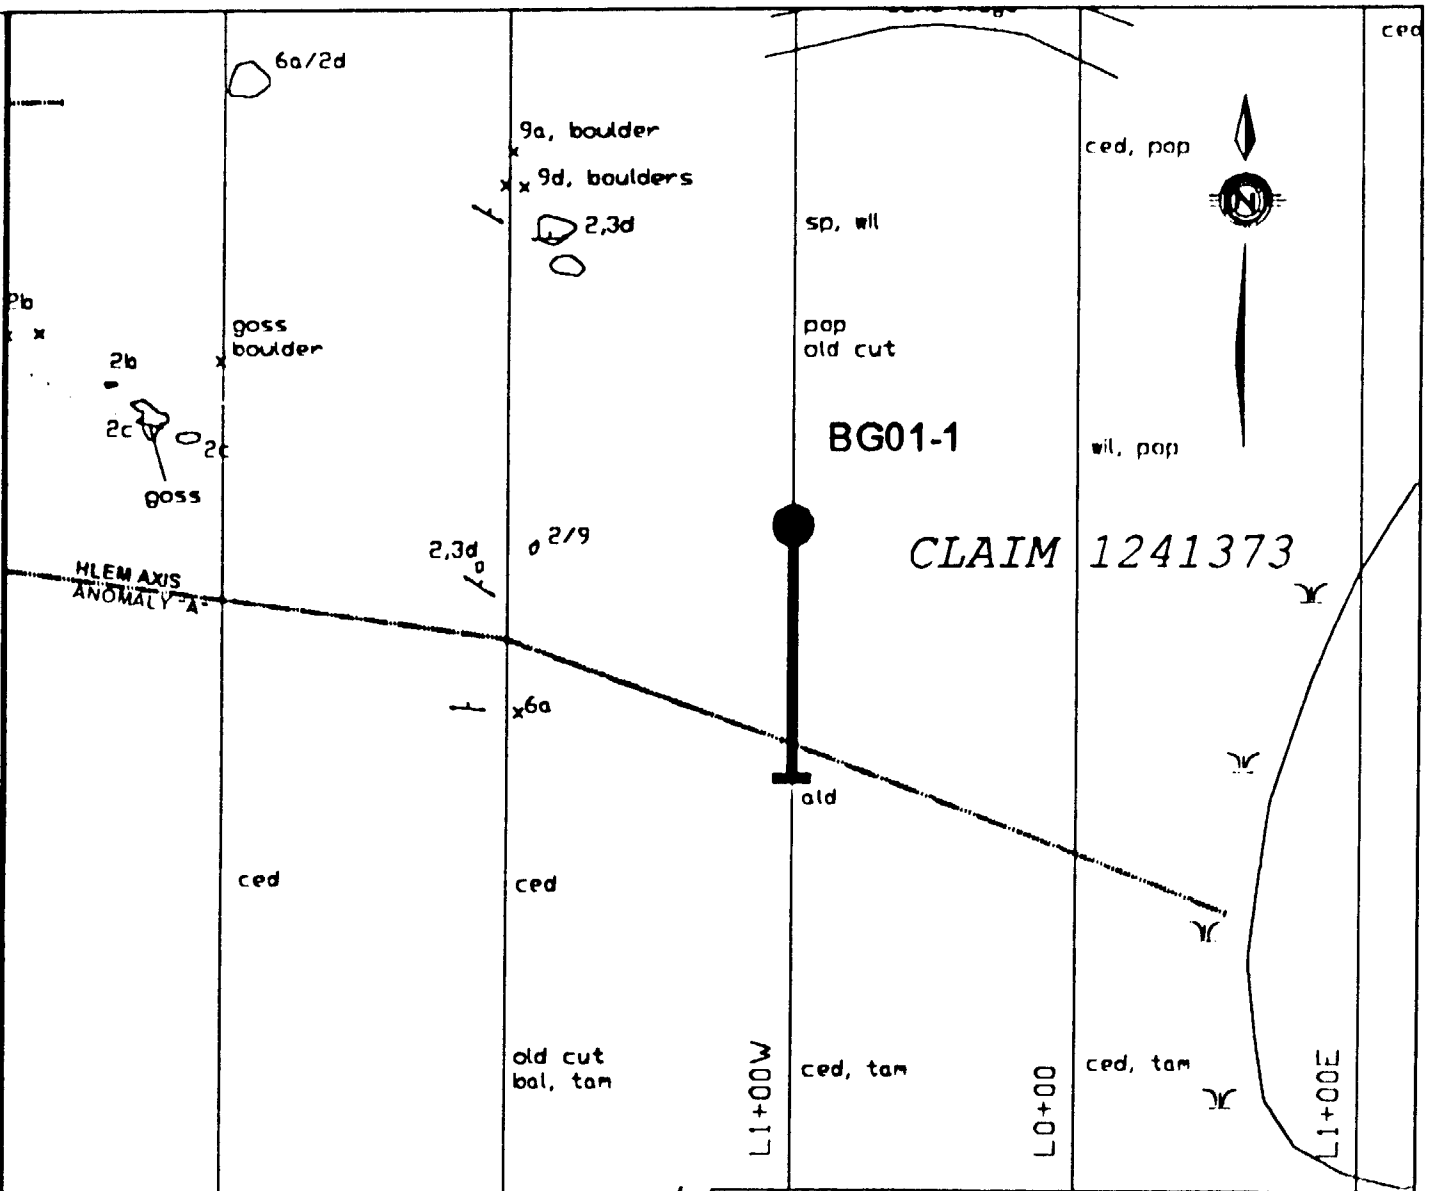 ced
6a/2d
9a, boulder
ced, pop
9d, boulders
N
2,3d
sp, wil
2b
goss
boulder
pop
old cut
2b
2c
2c
BG01-1
wil, pop
goss
2,3d
2/9
CLAIM 1241373
HLEM AXIS
ANOMALY "A"
6a
ald
ced
ced
old cut
bal, tam
ced, tam
ced, tam
L1+00W
L0+00
L1+00E